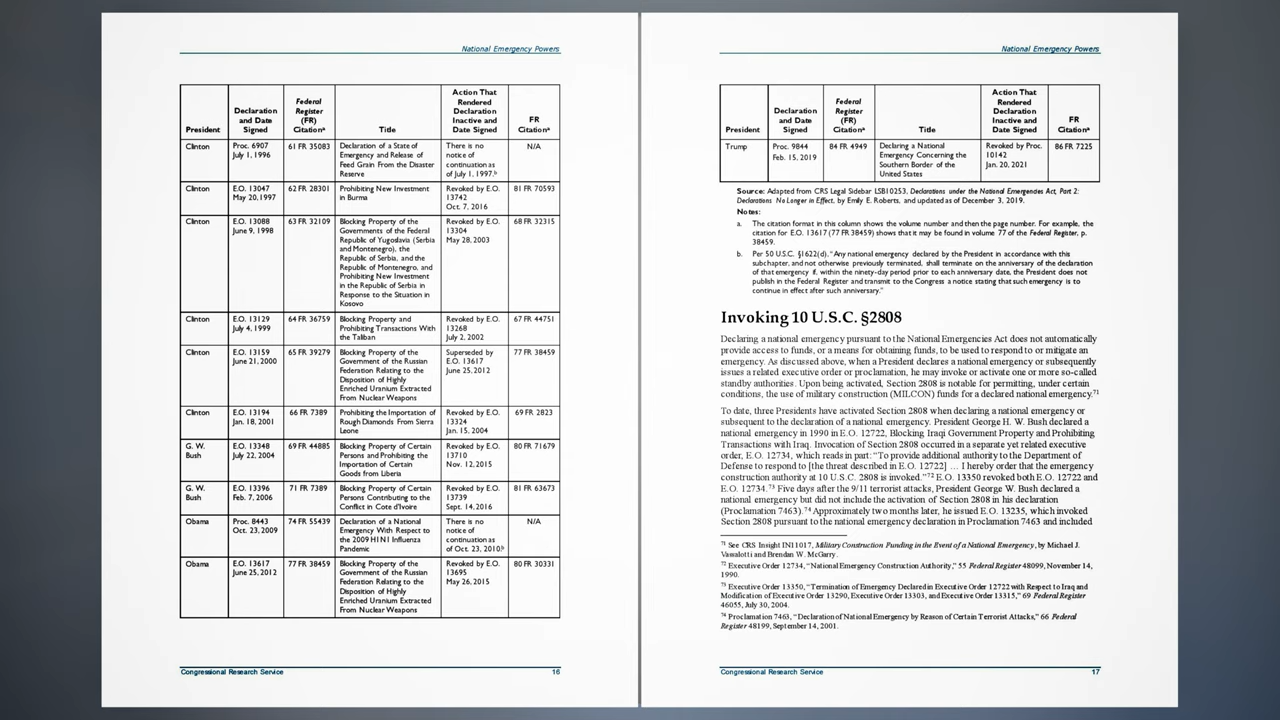 National Emergency Powers
President
Declaration
and Date
Signed
Federal
Register
(FR)
Citationᵃ
Title
Action That
Rendered
Declaration
Inactive and
Date Signed
FR
Citationᵃ
Clinton
Proc. 6907
July 1, 1996
61 FR 35083
Declaration of a State of
Emergency and Release of
Feed Grain From the Disaster
Reserve
There is no
notice of
continuation as
of July 1, 1997.ᵇ
N/A
Clinton
E.O. 13047
May 20,1997
62 FR 28301
Prohibiting New Investment
in Burma
Revoked by E.O.
13742
Oct. 7, 2016
81 FR 70593
Clinton
E.O. 13088
June 9, 1998
63 FR 32109
Blocking Property of the
Governments of the Federal
Republic of Yugoslavia (Serbia
and Montenegro), the
Republic of Serbia, and the
Republic of Montenegro, and
Prohibiting New Investment
in the Republic of Serbia in
Response to the Situation in
Kosovo
Revoked by E.O.
13304
May 28, 2003
68 FR 32315
Clinton
E.O. 13129
July 4, 1999
64 FR 36759
Blocking Property and
Prohibiting Transactions With
the Taliban
Revoked by E.O.
13268
July 2, 2002
67 FR 44751
Clinton
E.O. 13159
June 21, 2000
65 FR 39279
Blocking Property of the
Government of the Russian
Federation Relating to the
Disposition of Highly
Enriched Uranium Extracted
From Nuclear Weapons
Superseded by
E.O. 13617
June 25, 2012
77 FR 38459
Clinton
E.O. 13194
Jan. 18, 2001
66 FR 7389
Prohibiting the Importation of
Rough Diamonds From Sierra
Leone
Revoked by E.O.
13324
Jan. 15, 2004
69 FR 2823
G. W.
Bush
E.O. 13348
July 22, 2004
69 FR 44885
Blocking Property of Certain
Persons and Prohibiting the
Importation of Certain
Goods from Liberia
Revoked by E.O.
13710
Nov. 12, 2015
80 FR 71679
G. W.
Bush
E.O. 13396
Feb. 7, 2006
71 FR 7389
Blocking Property of Certain
Persons Contributing to the
Conflict in Cote d'Ivoire
Revoked by E.O.
13739
Sept. 14, 2016
81 FR 63673
Obama
Proc. 8443
Oct. 23, 2009
74 FR 55439
Declaration of a National
Emergency With Respect to
the 2009 H1N1 Influenza
Pandemic
There is no
notice of
continuation as
of Oct. 23, 2010.ᵇ
N/A
Obama
E.O. 13617
June 25, 2012
77 FR 38459
Blocking Property of the
Government of the Russian
Federation Relating to the
Disposition of Highly
Enriched Uranium Extracted
From Nuclear Weapons
Revoked by E.O.
13695
May 26, 2015
80 FR 30331
Congressional Research Service
16
National Emergency Powers
President
Declaration
and Date
Signed
Federal
Register
(FR)
Citationᵃ
Title
Action That
Rendered
Declaration
Inactive and
Date Signed
FR
Citationᵃ
Trump
Proc. 9844
Feb. 15, 2019
84 FR 4949
Declaring a National
Emergency Concerning the
Southern Border of the
United States
Revoked by Proc.
10142
Jan. 20, 2021
86 FR 7225
Source: Adapted from CRS Legal Sidebar LSB10253, Declarations under the National Emergencies Act, Part 2:
Declarations No Longer in Effect, by Emily E. Roberts, and updated as of December 3, 2019.
Notes:
a. The citation format in this column shows the volume number and then the page number. For example, the
citation for E.O. 13617 (77 FR 38459) shows that it may be found in volume 77 of the Federal Register, p.
38459.
b. Per 50 U.S.C. §1622(d), "Any national emergency declared by the President in accordance with this
subchapter, and not otherwise previously terminated, shall terminate on the anniversary of the declaration
of that emergency if, within the ninety-day period prior to each anniversary date, the President does not
publish in the Federal Register and transmit to the Congress a notice stating that such emergency is to
continue in effect after such anniversary."
Invoking 10 U.S.C. §2808
Declaring a national emergency pursuant to the National Emergencies Act does not automatically
provide access to funds, or a means for obtaining funds, to be used to respond to or mitigate an
emergency. As discussed above, when a President declares a national emergency or subsequently
issues a related executive order or proclamation, he may invoke or activate one or more so-called
standby authorities. Upon being activated, Section 2808 is notable for permitting, under certain
conditions, the use of military construction (MILCON) funds for a declared national emergency.⁷¹
To date, three Presidents have activated Section 2808 when declaring a national emergency or
subsequent to the declaration of a national emergency. President George H. W. Bush declared a
national emergency in 1990 in E.O. 12722, Blocking Iraqi Government Property and Prohibiting
Transactions with Iraq. Invocation of Section 2808 occurred in a separate yet related executive
order, E.O. 12734, which reads in part: "To provide additional authority to the Department of
Defense to respond to [the threat described in E.O. 12722] … I hereby order that the emergency
construction authority at 10 U.S.C. 2808 is invoked."⁷² E.O. 13350 revoked both E.O. 12722 and
E.O. 12734.⁷³ Five days after the 9/11 terrorist attacks, President George W. Bush declared a
national emergency but did not include the activation of Section 2808 in his declaration
(Proclamation 7463).⁷⁴ Approximately two months later, he issued E.O. 13235, which invoked
Section 2808 pursuant to the national emergency declaration in Proclamation 7463 and included
⁷¹ See CRS Insight IN11017, Military Construction Funding in the Event of a National Emergency, by Michael J.
Vassalotti and Brendan W. McGarry.
⁷² Executive Order 12734, "National Emergency Construction Authority," 55 Federal Register 48099, November 14,
1990.
⁷³ Executive Order 13350, "Termination of Emergency Declared in Executive Order 12722 with Respect to Iraq and
Modification of Executive Order 13290, Executive Order 13303, and Executive Order 13315," 69 Federal Register
46055, July 30, 2004.
⁷⁴ Proclamation 7463, "Declaration of National Emergency by Reason of Certain Terrorist Attacks," 66 Federal
Register 48199, September 14, 2001.
Congressional Research Service
17